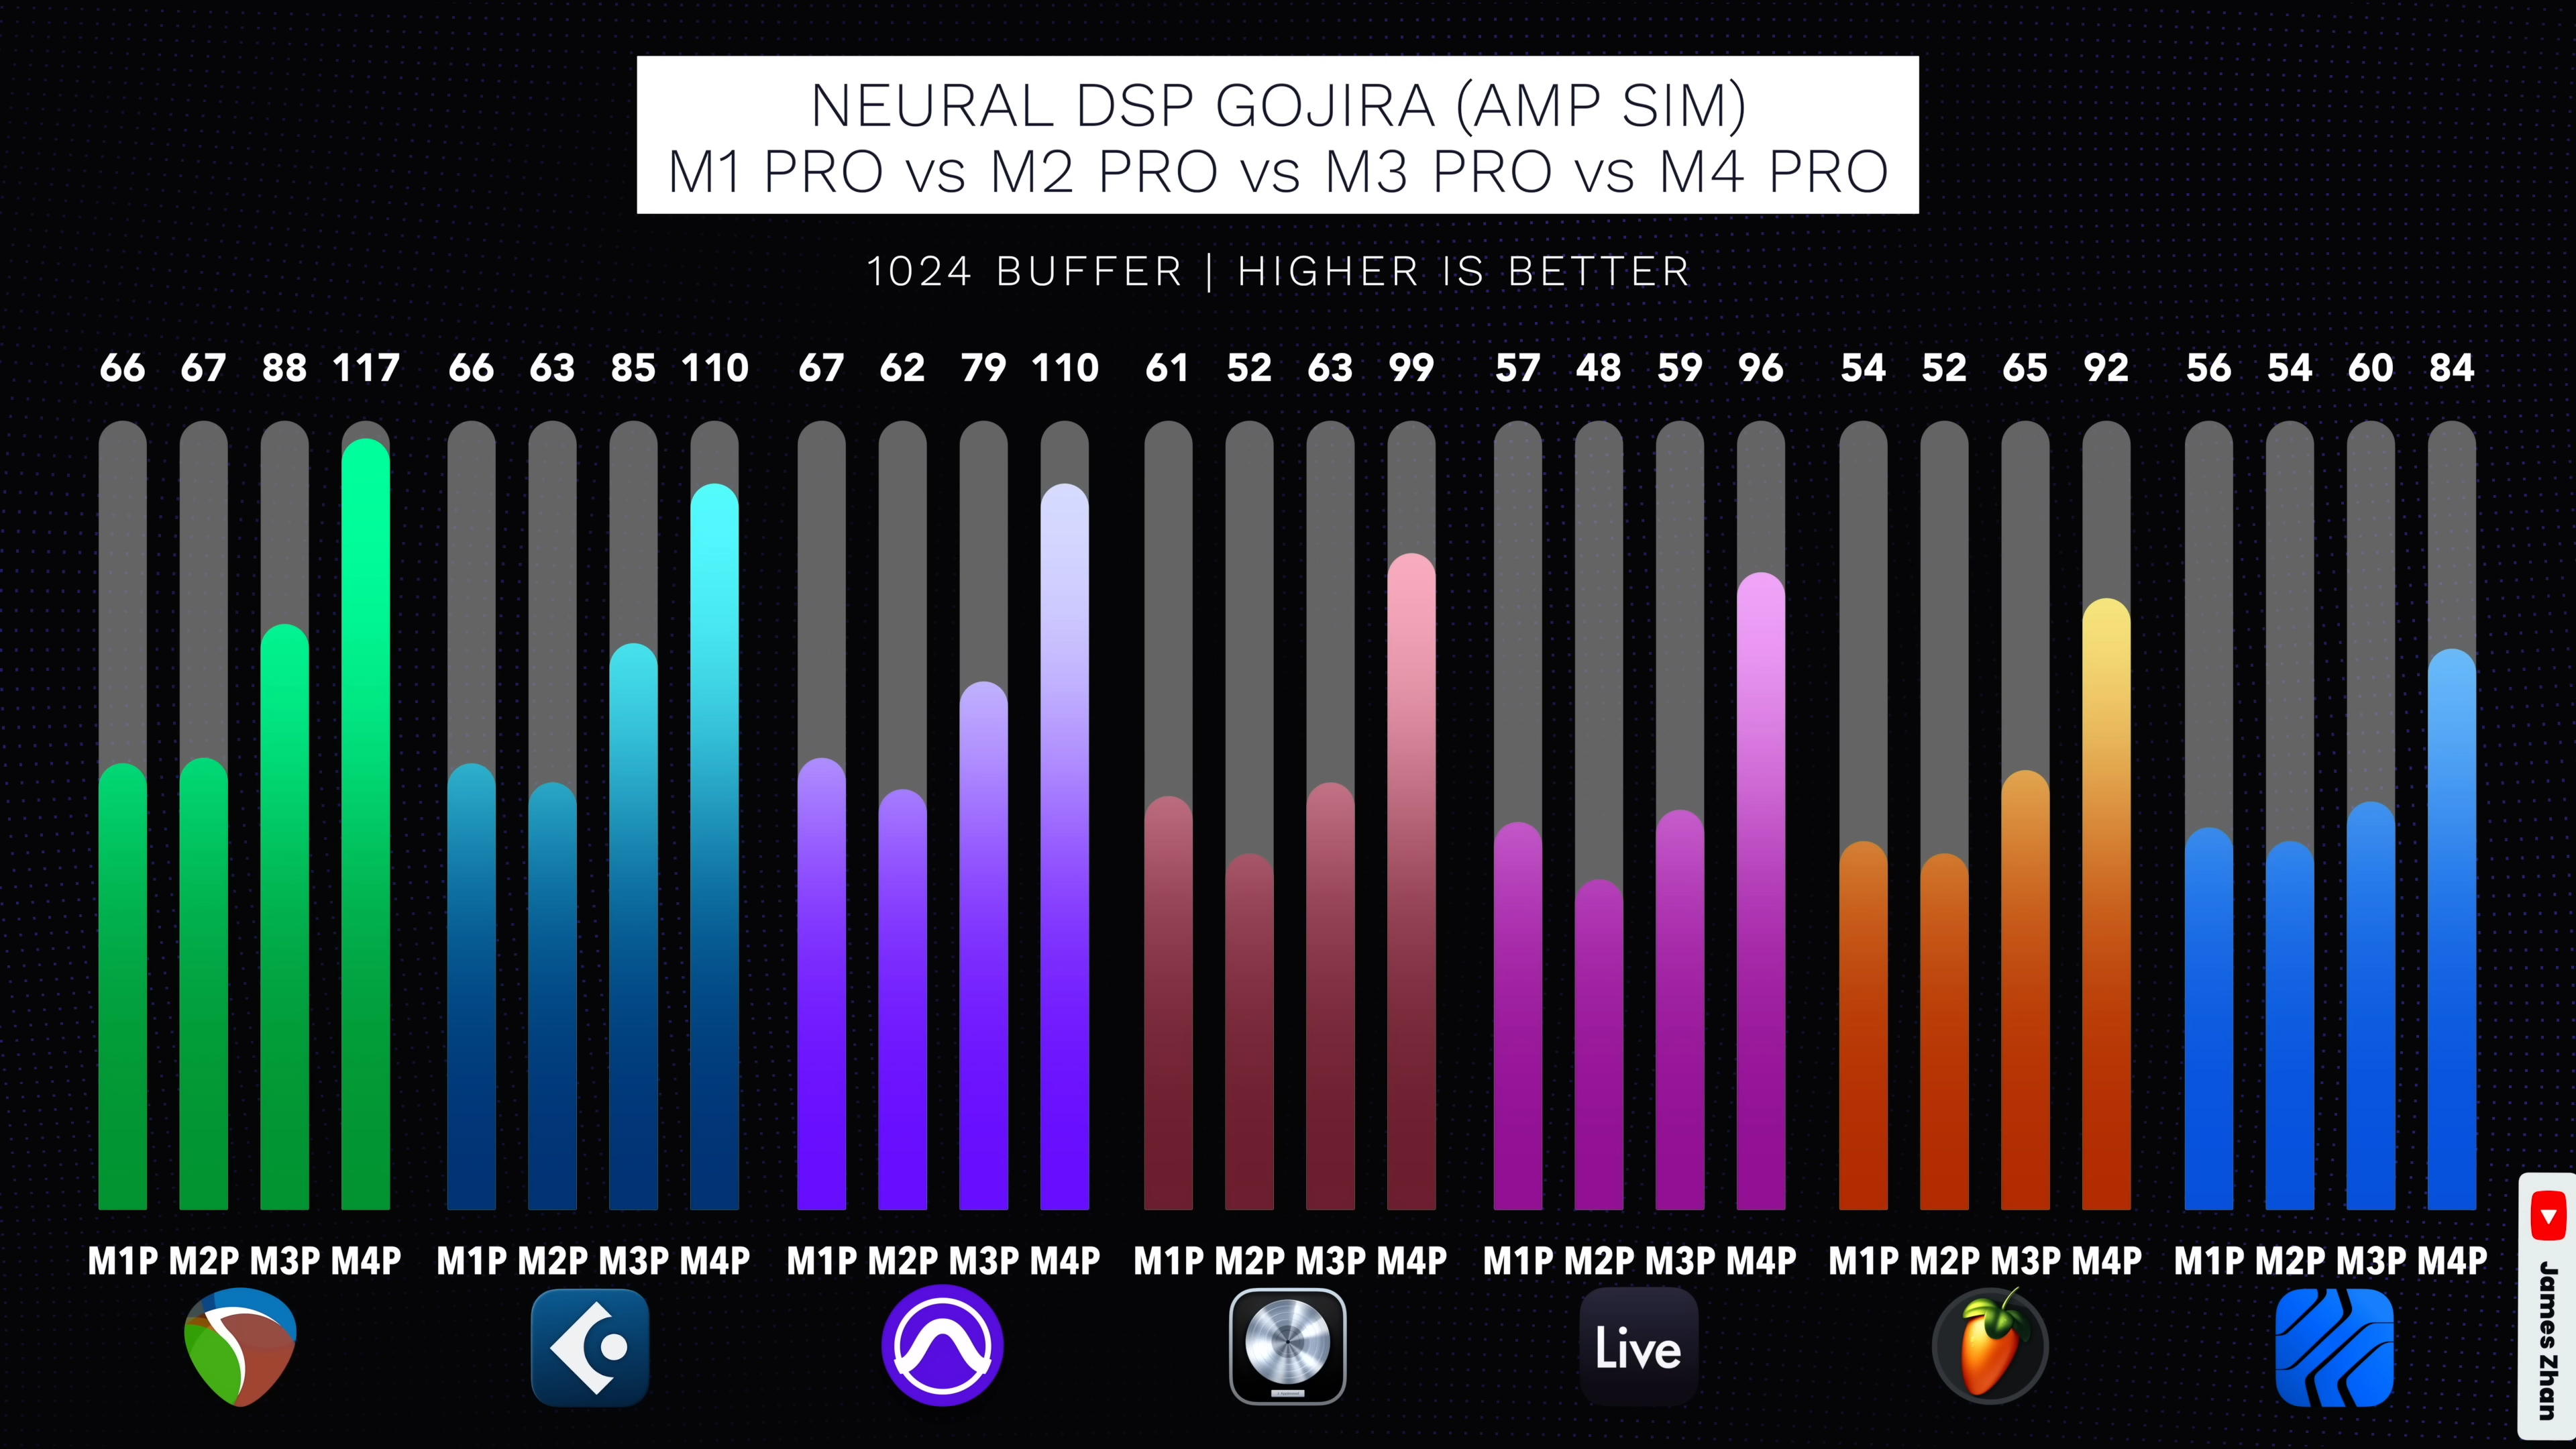 NEURAL DSP GOJIRA (AMP SIM)
M1 PRO vs M2 PRO vs M3 PRO vs M4 PRO
1024 BUFFER | HIGHER IS BETTER
66 67 88 117 66 63 85 110 67 62 79 110 61 52 63 99 57 48 59 96 54 52 65 92 56 54 60 84
M1P M2P M3P M4P M1P M2P M3P M4P M1P M2P M3P M4P M1P M2P M3P M4P M1P M2P M3P M4P M1P M2P M3P M4P M1P M2P M3P M4P
Live
James Zhan